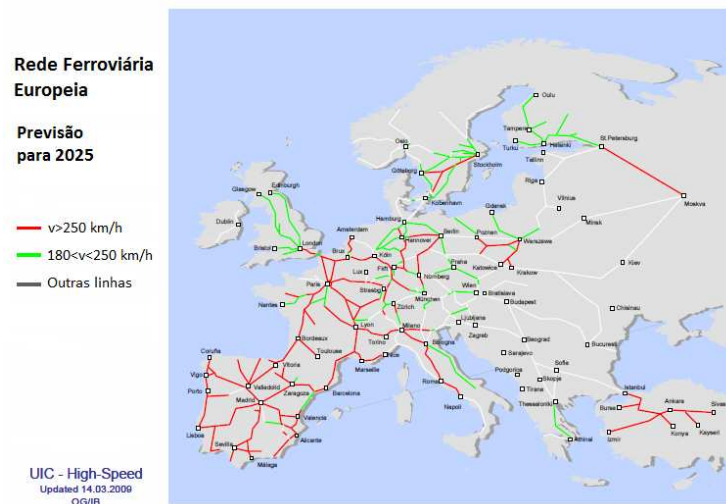 Rede Ferroviária
Europeia
Previsão
para 2025
v>250 km/h
180<v<250 km/h
Outras linhas
UIC - High-Speed
Updated 14.03.2009
OG/IB
Oulu
Tampere
Turku
Helsinki
St.Petersburg
Oslo
Stockholm
Tallinn
Göteborg
Riga
Moskva
Edinburgh
Glasgow
København
Vilnius
Minsk
Dublin
Gdensk
Hamburg
Amsterdam
Hannover
Berlin
Poznan
Warszawa
Bristol
London
Brux
Köln
Katowice
Krakow
Kiev
Lux
Ffft
Praha
Nürnberg
Paris
Strasbg
Wien
Bratislava
München
Nantes
Zürich
Budapest
Chisinau
Lyon
Milano
Ljubljana
Zagreb
Bordeaux
Torino
Bologna
Beograd
Bucuresti
Coruña
Toulouse
Nice
Marseille
Sarajevo
Vitoria
Vigo
Sofia
Podgorica
Skopje
Porto
Valladolid
Zaragoza
Barcelona
Roma
Tirana
Istanbul
Madrid
Napoli
Thessaloniki
Ankara
Sivas
Bursa
Valencia
Lisboa
Konya
Kayseri
Alicante
Sevilla
Izmir
Athinai
Málaga